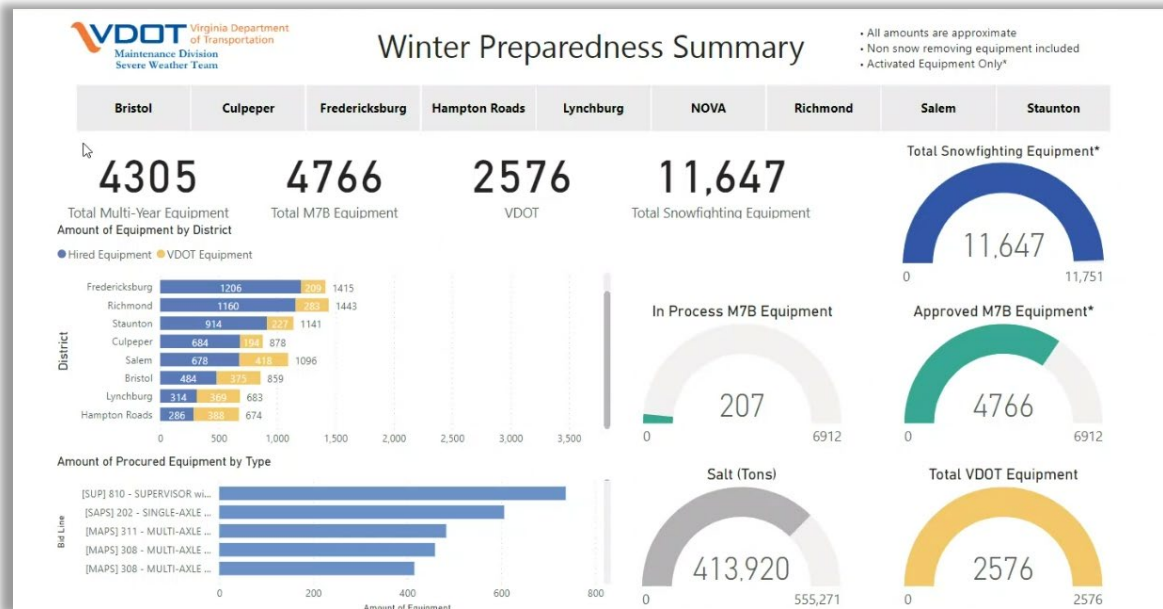 VDOT Virginia Department
of Transportation
Maintenance Division
Severe Weather Team
Winter Preparedness Summary
• All amounts are approximate
• Non snow removing equipment included
• Activated Equipment Only*
Bristol Culpeper Fredericksburg Hampton Roads Lynchburg NOVA Richmond Salem Staunton
4305 4766 2576 11,647
Total Multi-Year Equipment Total M7B Equipment VDOT Total Snowfighting Equipment
Total Snowfighting Equipment*
11,647
0 11,751
Amount of Equipment by District
Hired Equipment VDOT Equipment
District
Fredericksburg 1206 209 1415
Richmond 1160 283 1443
Staunton 914 227 1141
Culpeper 684 194 878
Salem 678 418 1096
Bristol 484 375 859
Lynchburg 314 369 683
Hampton Roads 286 388 674
0 500 1,000 1,500 2,000 2,500 3,000 3,500
In Process M7B Equipment
207
0 6912
Approved M7B Equipment*
4766
0 6912
Amount of Procured Equipment by Type
Bid Line
[SUP] 810 - SUPERVISOR wi...
[SAPS] 202 - SINGLE-AXLE ...
[MAPS] 311 - MULTI-AXLE ...
[MAPS] 308 - MULTI-AXLE ...
[MAPS] 308 - MULTI-AXLE ...
0 200 400 600 800
Amount of Equipment
Salt (Tons)
413,920
0 555,271
Total VDOT Equipment
2576
0 2576